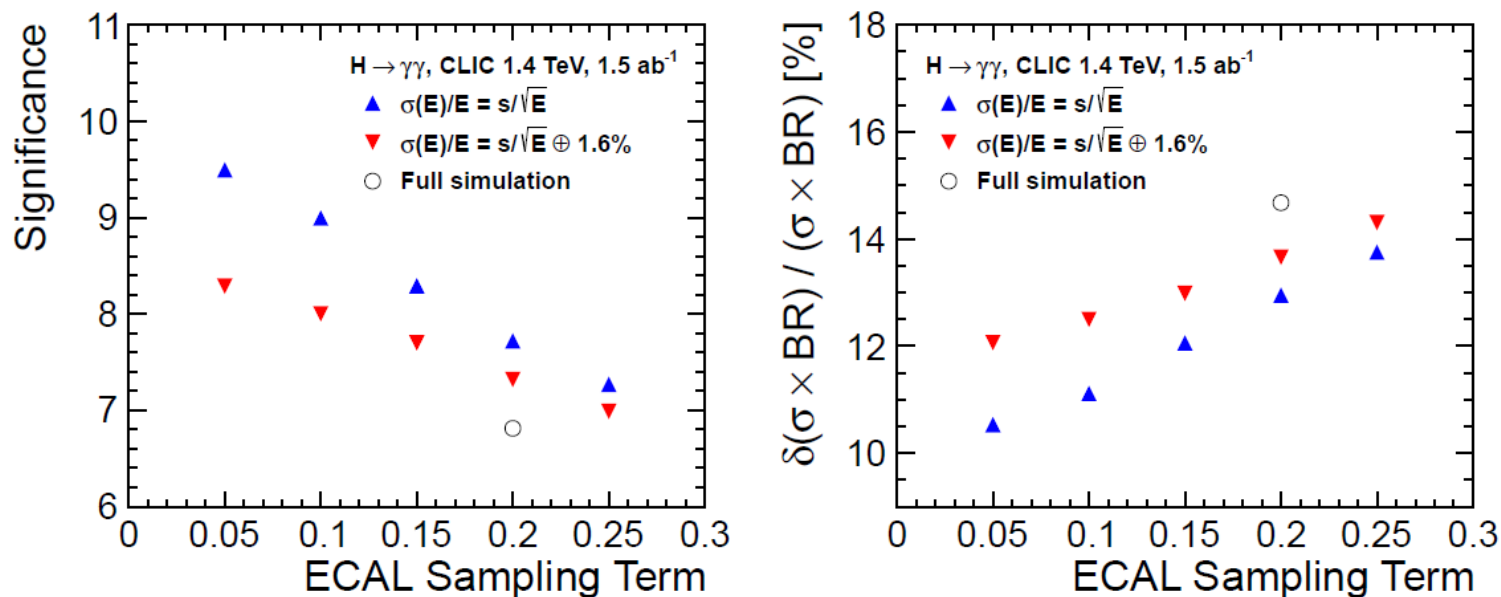 Significance
11
10
9
8
7
6
H → γγ, CLIC 1.4 TeV, 1.5 ab⁻¹
σ(E)/E = s/√E
σ(E)/E = s/√E ⊕ 1.6%
Full simulation
0 0.05 0.1 0.15 0.2 0.25 0.3
ECAL Sampling Term
δ(σ × BR) / (σ × BR) [%]
18
16
14
12
10
H → γγ, CLIC 1.4 TeV, 1.5 ab⁻¹
σ(E)/E = s/√E
σ(E)/E = s/√E ⊕ 1.6%
Full simulation
0 0.05 0.1 0.15 0.2 0.25 0.3
ECAL Sampling Term